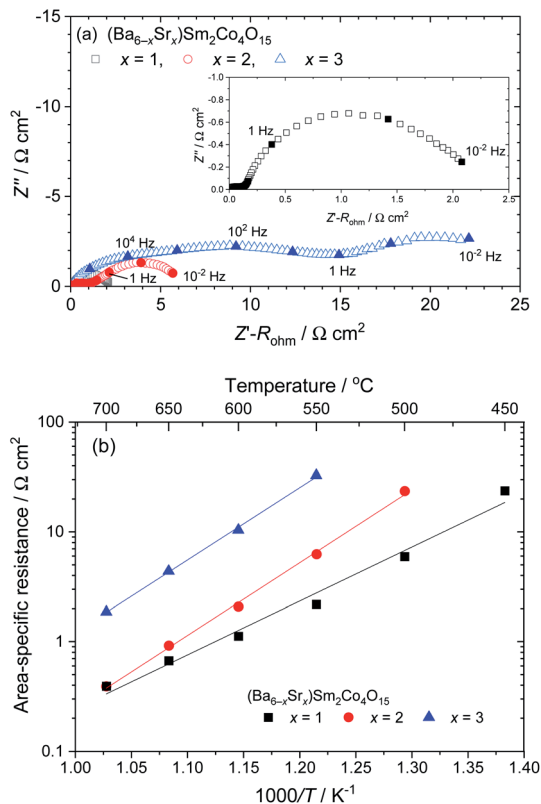 (a) (Ba6–xSrx)Sm2Co4O15
x = 1, x = 2, x = 3
-15
-10
-5
0
Z'' / Ω cm2
-1.0
-0.8
-0.6
-0.4
-0.2
0.0
Z'' / Ω cm2
1 Hz
10-2 Hz
0.0 0.5 1.0 1.5 2.0 2.5
Z'-Rohm / Ω cm2
104 Hz
102 Hz
1 Hz
10-2 Hz
1 Hz
10-2 Hz
0 5 10 15 20 25
Z'-Rohm / Ω cm2
Temperature / oC
700 650 600 550 500 450
(b)
100
10
1
0.1
Area-specific resistance / Ω cm2
(Ba6–xSrx)Sm2Co4O15
x = 1 x = 2 x = 3
1.00 1.05 1.10 1.15 1.20 1.25 1.30 1.35 1.40
1000/T / K-1